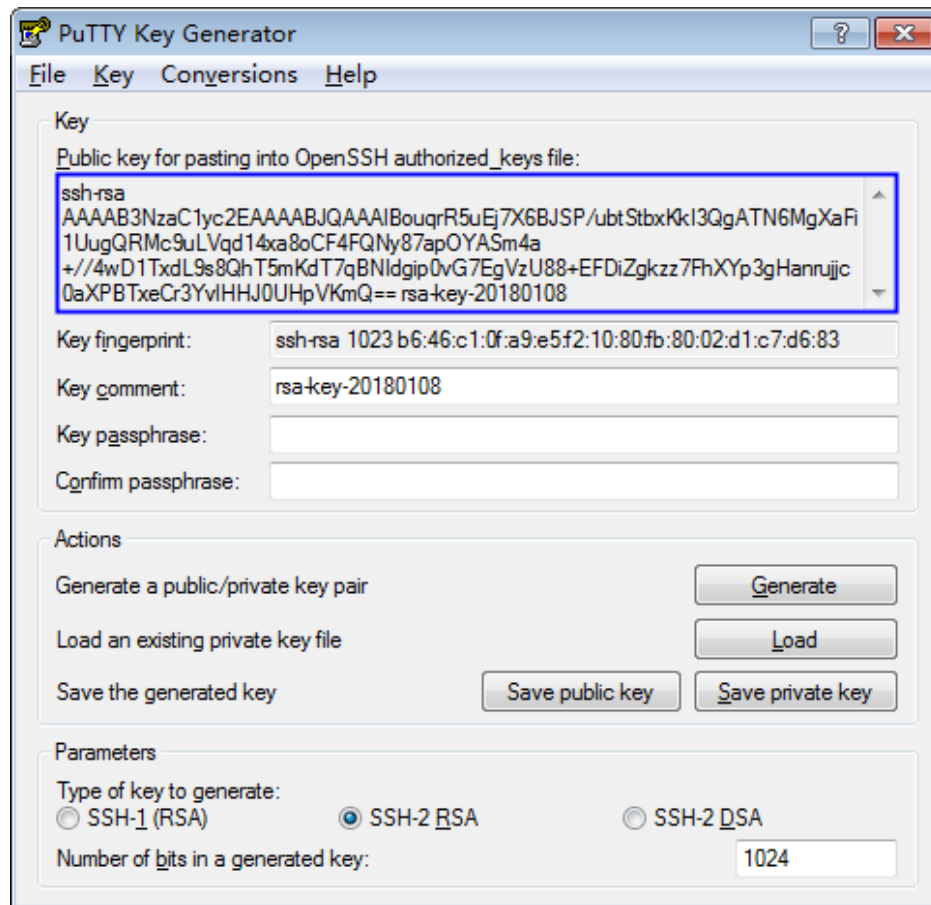 PuTTY Key Generator
File Key Conversions Help
Key
Public key for pasting into OpenSSH authorized_keys file:
ssh-rsa
AAAAB3NzaC1yc2EAAAABJQAAAIBouqrR5uEj7X6BJSP/ubtStbxKkI3QgATN6MgXaFi
1UugQRMc9uLVqd14xa8oCF4FQNy87apOYASm4a
+//4wD1TxdL9s8QhT5mKdT7qBNIdgip0vG7EgVzU88+EFDiZgkzz7FhXYp3gHanrujjc
0aXPBTxeCr3YvlHHJ0UHpVKmQ== rsa-key-20180108
Key fingerprint: ssh-rsa 1023 b6:46:c1:0f:a9:e5:f2:10:80:fb:80:02:d1:c7:d6:83
Key comment: rsa-key-20180108
Key passphrase:
Confirm passphrase:
Actions
Generate a public/private key pair Generate
Load an existing private key file Load
Save the generated key Save public key Save private key
Parameters
Type of key to generate:
SSH-1 (RSA) SSH-2 RSA SSH-2 DSA
Number of bits in a generated key: 1024